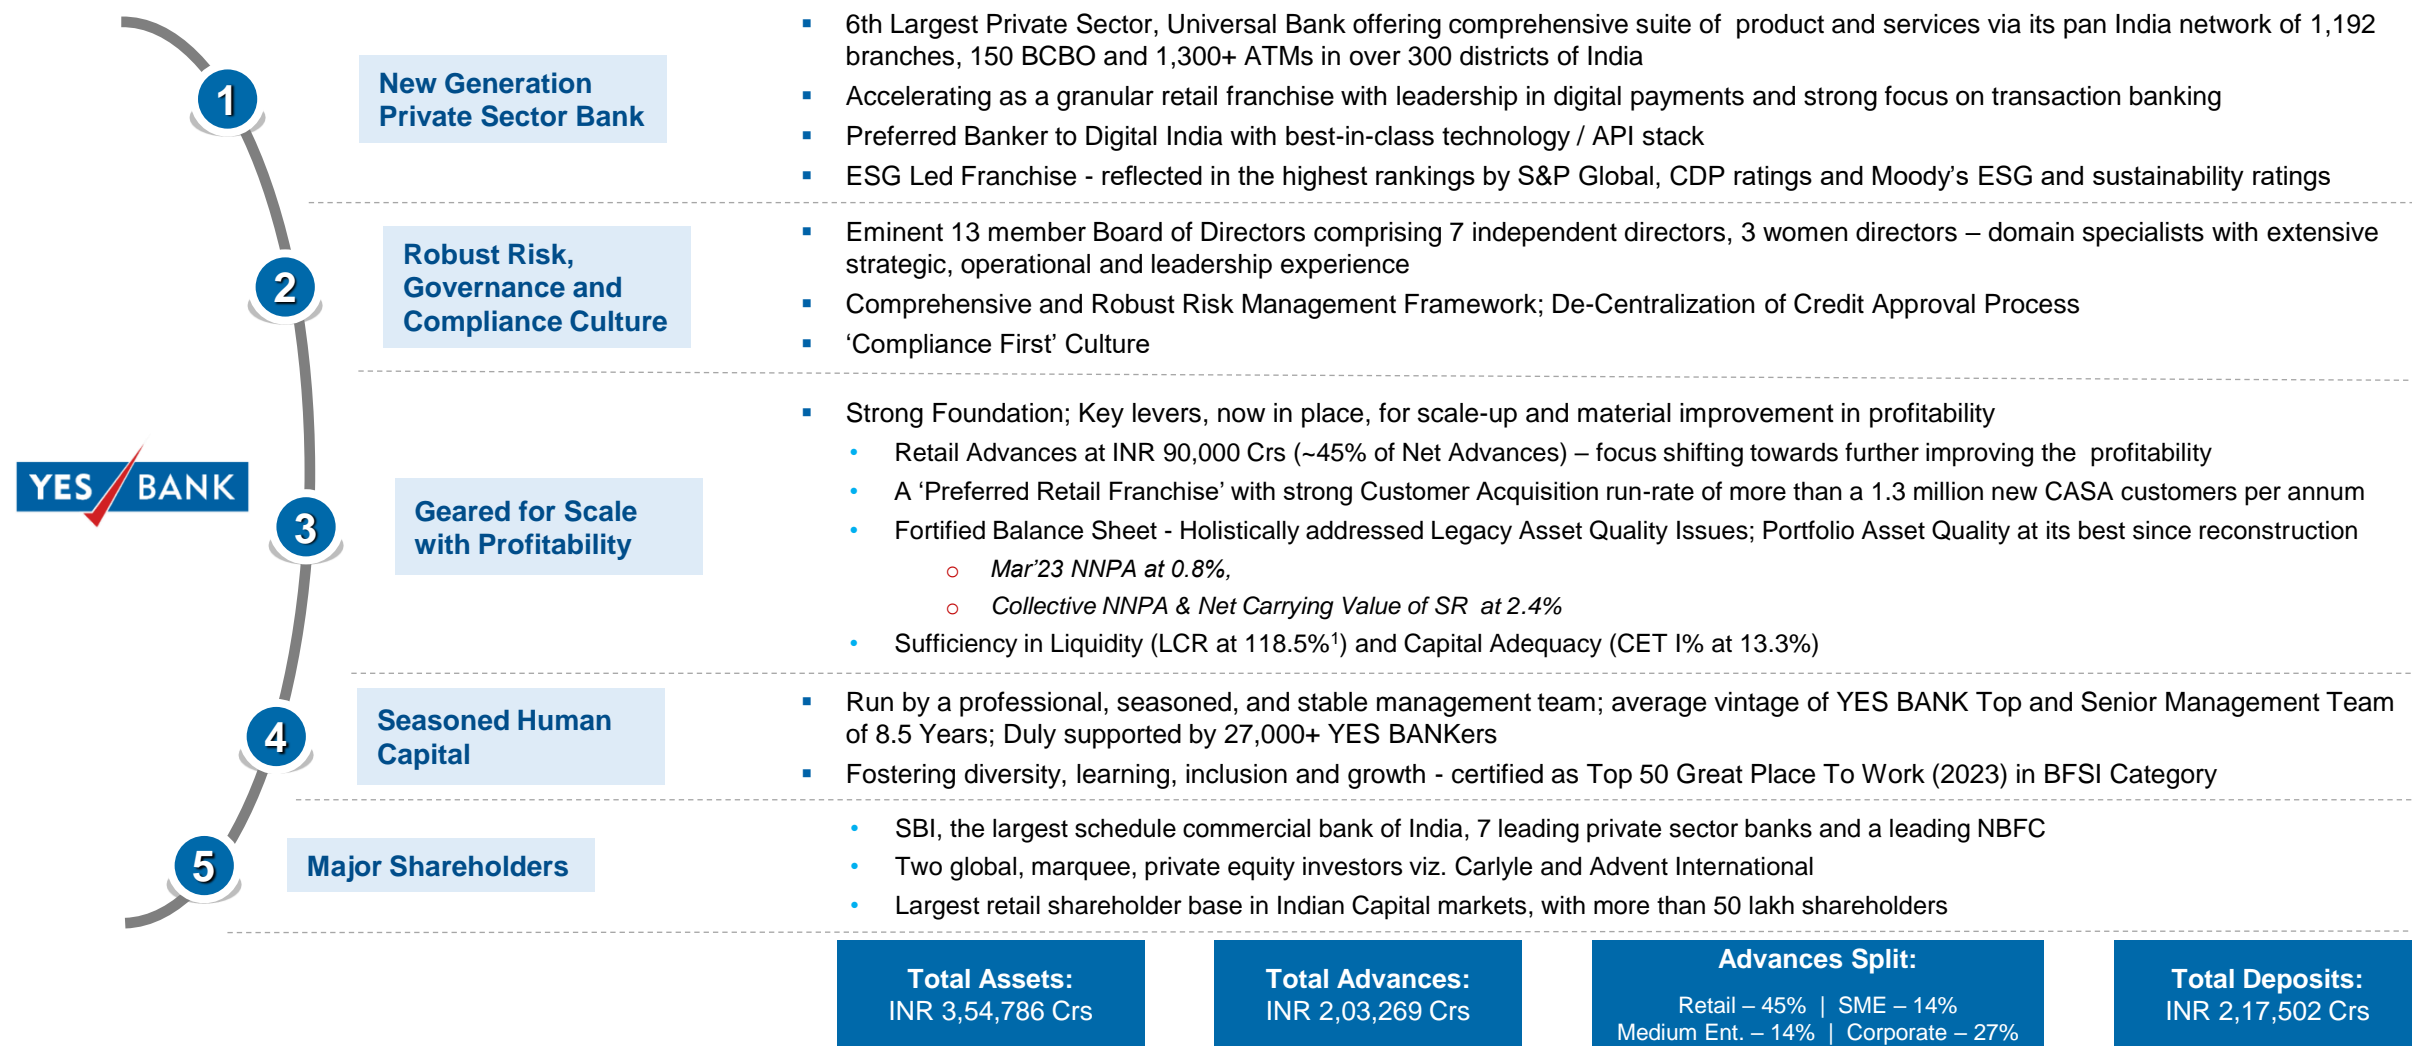 YES BANK
1
New Generation
Private Sector Bank
▪ 6th Largest Private Sector, Universal Bank offering comprehensive suite of product and services via its pan India network of 1,192
branches, 150 BCBO and 1,300+ ATMs in over 300 districts of India
▪ Accelerating as a granular retail franchise with leadership in digital payments and strong focus on transaction banking
▪ Preferred Banker to Digital India with best-in-class technology / API stack
▪ ESG Led Franchise - reflected in the highest rankings by S&P Global, CDP ratings and Moody’s ESG and sustainability ratings
2
Robust Risk,
Governance and
Compliance Culture
▪ Eminent 13 member Board of Directors comprising 7 independent directors, 3 women directors – domain specialists with extensive
strategic, operational and leadership experience
▪ Comprehensive and Robust Risk Management Framework; De-Centralization of Credit Approval Process
▪ ‘Compliance First’ Culture
3
Geared for Scale
with Profitability
▪ Strong Foundation; Key levers, now in place, for scale-up and material improvement in profitability
• Retail Advances at INR 90,000 Crs (~45% of Net Advances) – focus shifting towards further improving the profitability
• A ‘Preferred Retail Franchise’ with strong Customer Acquisition run-rate of more than a 1.3 million new CASA customers per annum
• Fortified Balance Sheet - Holistically addressed Legacy Asset Quality Issues; Portfolio Asset Quality at its best since reconstruction
o Mar’23 NNPA at 0.8%,
o Collective NNPA & Net Carrying Value of SR at 2.4%
• Sufficiency in Liquidity (LCR at 118.5%¹) and Capital Adequacy (CET I% at 13.3%)
4
Seasoned Human
Capital
▪ Run by a professional, seasoned, and stable management team; average vintage of YES BANK Top and Senior Management Team
of 8.5 Years; Duly supported by 27,000+ YES BANKers
▪ Fostering diversity, learning, inclusion and growth - certified as Top 50 Great Place To Work (2023) in BFSI Category
5
Major Shareholders
• SBI, the largest schedule commercial bank of India, 7 leading private sector banks and a leading NBFC
• Two global, marquee, private equity investors viz. Carlyle and Advent International
• Largest retail shareholder base in Indian Capital markets, with more than 50 lakh shareholders
Total Assets:
INR 3,54,786 Crs
Total Advances:
INR 2,03,269 Crs
Advances Split:
Retail – 45% | SME – 14%
Medium Ent. – 14% | Corporate – 27%
Total Deposits:
INR 2,17,502 Crs